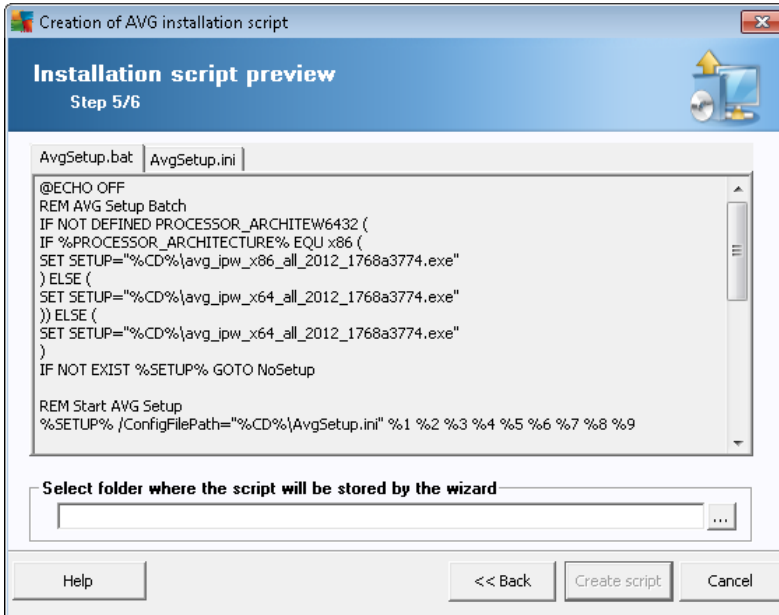 Creation of AVG installation script
Installation script preview
Step 5/6
AvgSetup.bat
AvgSetup.ini
@ECHO OFF
REM AVG Setup Batch
IF NOT DEFINED PROCESSOR_ARCHITEW6432 (
IF %PROCESSOR_ARCHITECTURE% EQU x86 (
SET SETUP="%CD%\avg_ipw_x86_all_2012_1768a3774.exe"
) ELSE (
SET SETUP="%CD%\avg_ipw_x64_all_2012_1768a3774.exe"
)) ELSE (
SET SETUP="%CD%\avg_ipw_x64_all_2012_1768a3774.exe"
)
IF NOT EXIST %SETUP% GOTO NoSetup
REM Start AVG Setup
%SETUP% /ConfigFilePath="%CD%\AvgSetup.ini" %1 %2 %3 %4 %5 %6 %7 %8 %9
Select folder where the script will be stored by the wizard
...
Help
<< Back
Create script
Cancel